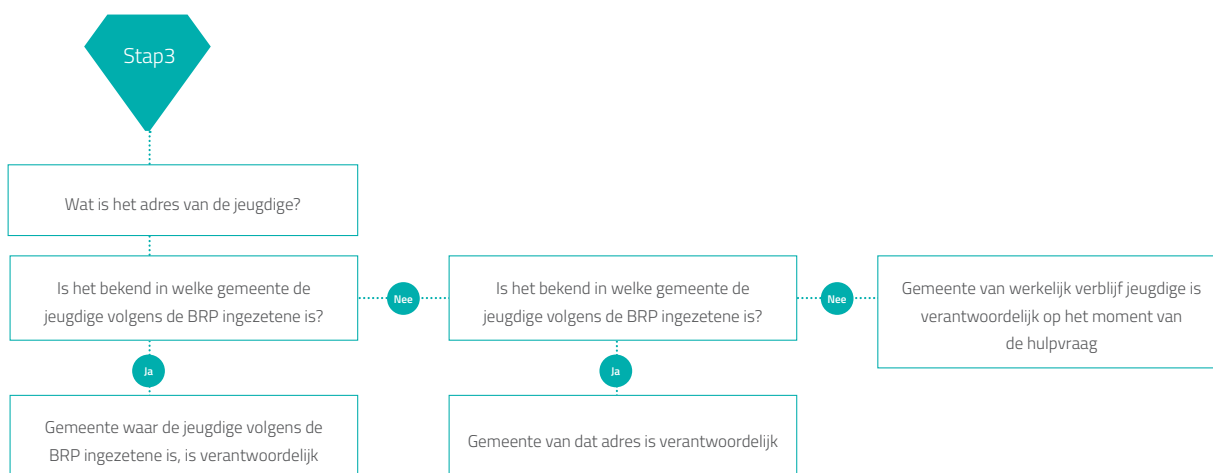 Stap3
Wat is het adres van de jeugdige?
Is het bekend in welke gemeente de
jeugdige volgens de BRP ingezetene is?
Nee
Is het bekend in welke gemeente de
jeugdige volgens de BRP ingezetene is?
Nee
Gemeente van werkelijk verblijf jeugdige is
verantwoordelijk op het moment van
de hulpvraag
Ja
Ja
Gemeente waar de jeugdige volgens de
BRP ingezetene is, is verantwoordelijk
Gemeente van dat adres is verantwoordelijk